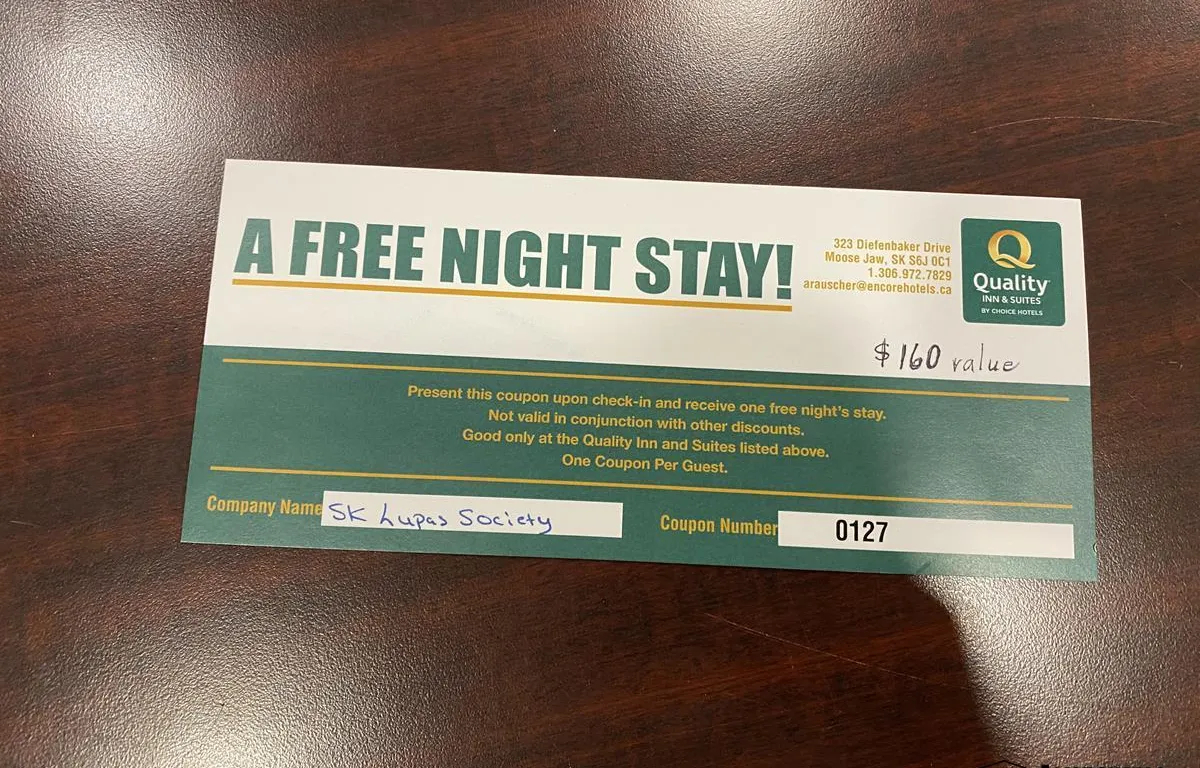 A FREE NIGHT STAY!
323 Diefenbaker Drive
Moose Jaw, SK S6J 0C1
1.306.972.7829
arauscher@encorehotels.ca
Q
Quality
INN & SUITES
BY CHOICE HOTELS
$160 value
Present this coupon upon check-in and receive one free night's stay.
Not valid in conjunction with other discounts.
Good only at the Quality Inn and Suites listed above.
One Coupon Per Guest.
Company Name SK Lupas Society
Coupon Number 0127